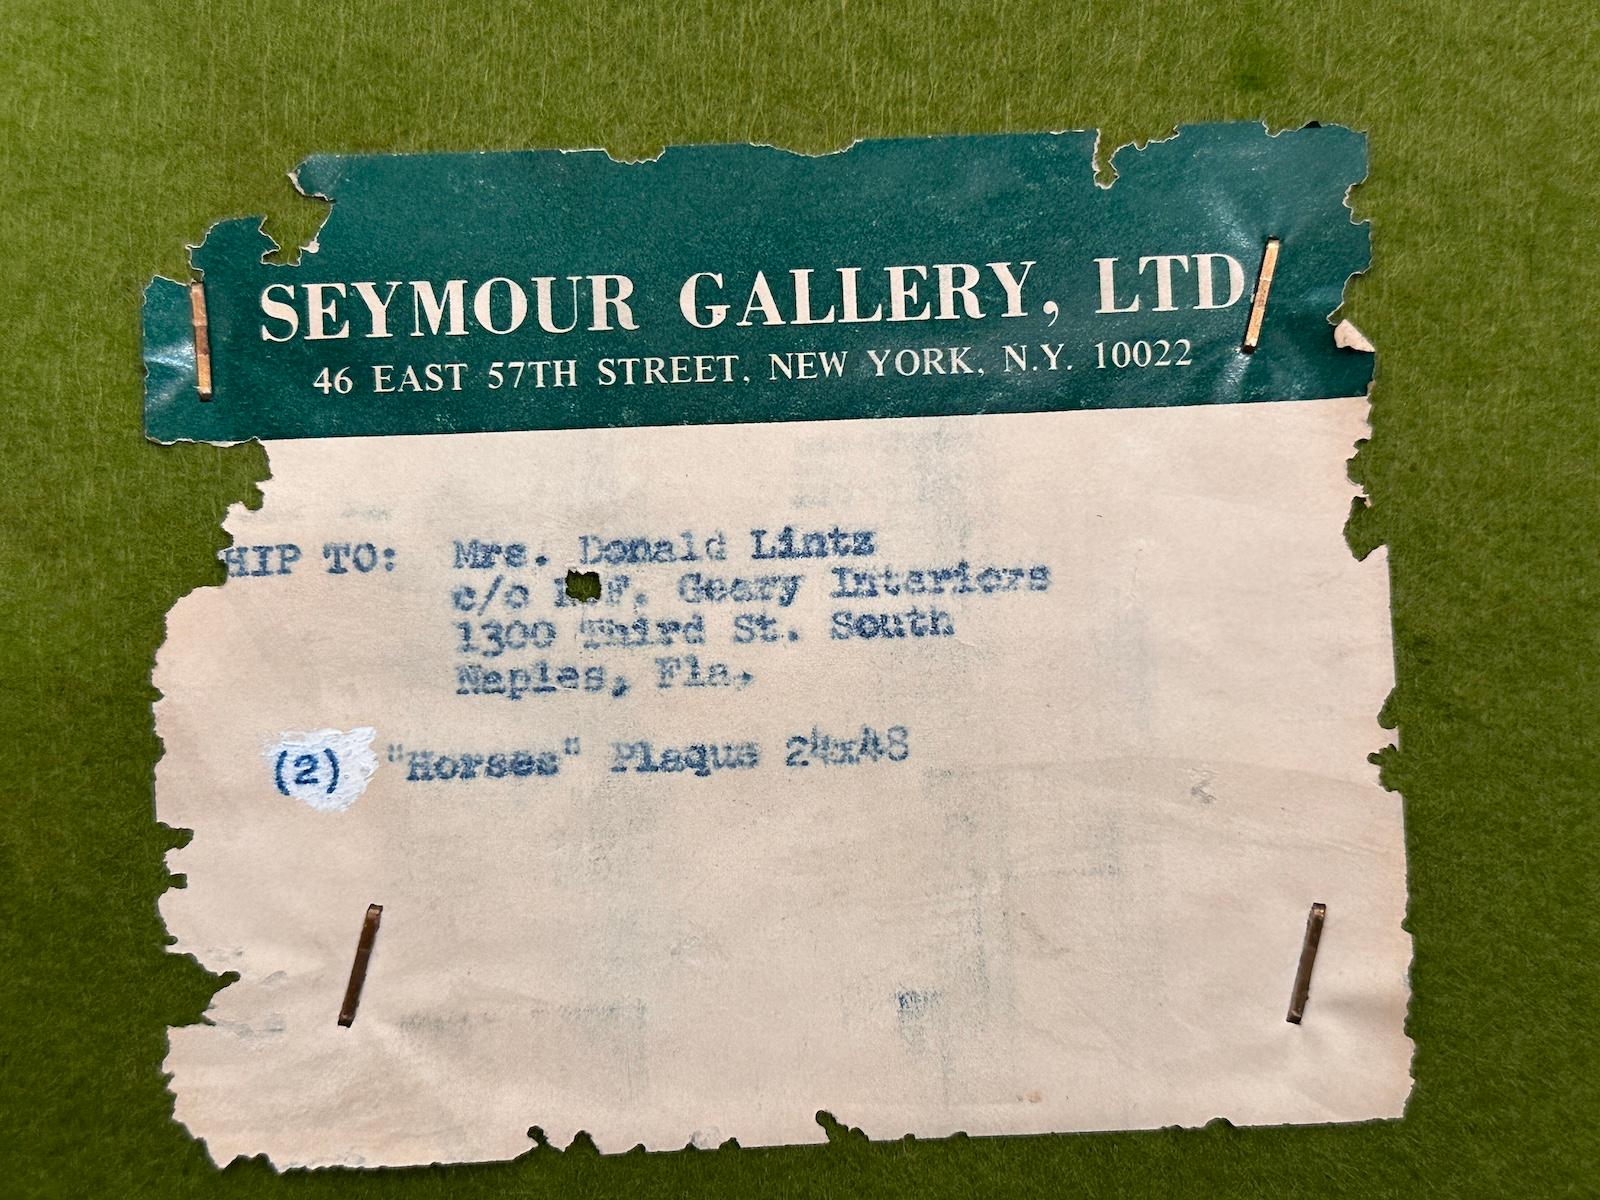 SEYMOUR GALLERY, LTD
46 EAST 57TH STREET, NEW YORK, N.Y. 10022
HIP TO: Mrs. Donald Lintz
c/o F. Geary Interiors
1300 Third St. South
Naples, Fla.
(2) "Horses" Plaque 24x48